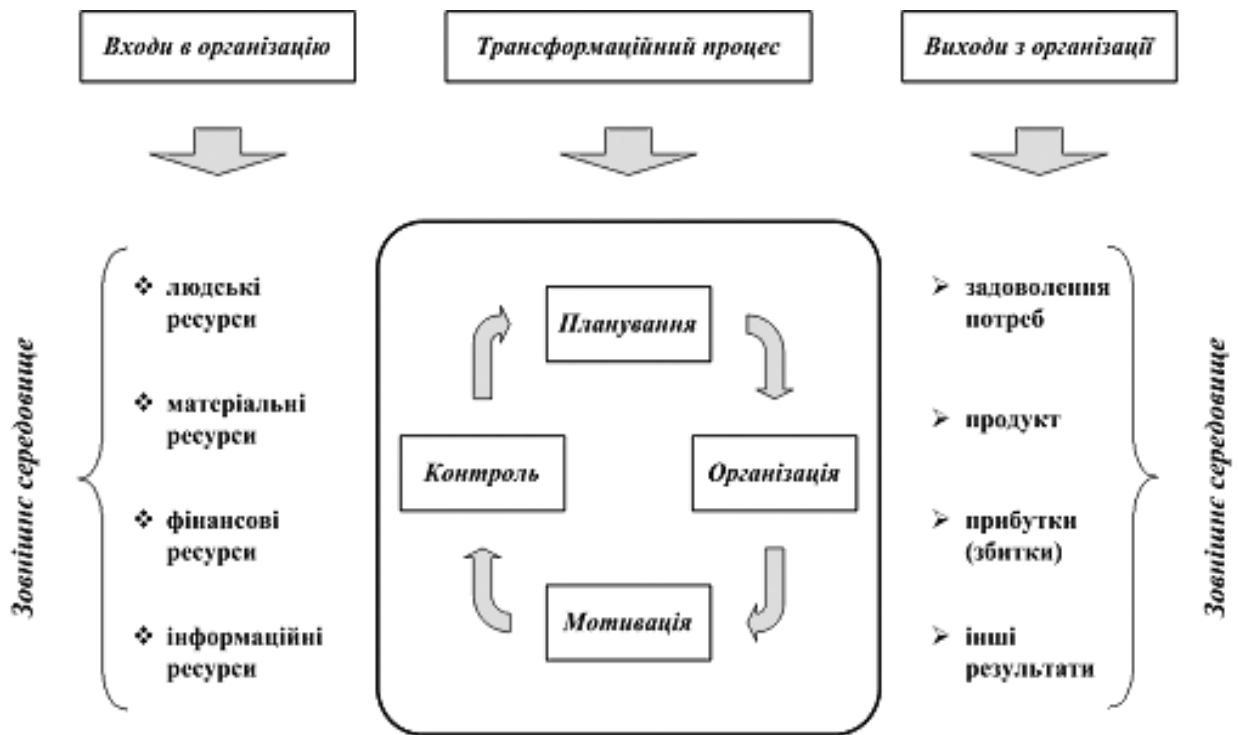 Входи в організацію
Трансформаційний процес
Виходи з організації
Зовнішнє середовище
❖ людські
ресурси
❖ матеріальні
ресурси
❖ фінансові
ресурси
❖ інформаційні
ресурси
Планування
Контроль
Організація
Мотивація
➢ задоволення
потреб
➢ продукт
➢ прибутки
(збитки)
➢ інші
результати
Зовнішнє середовище